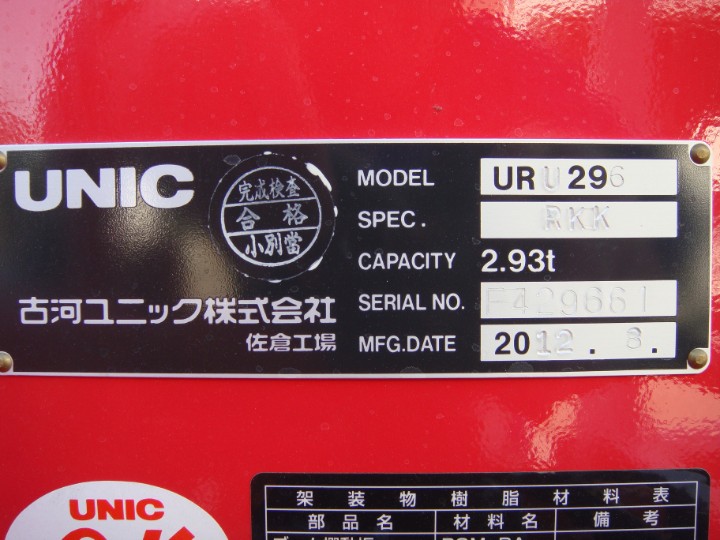 UNIC
完成検査
合格
小別當
古河ユニック株式会社
佐倉工場
MODEL URU296
SPEC. RKK
CAPACITY 2.93t
SERIAL NO. F429661
MFG.DATE 2012.8.
UNIC
架装物樹脂材料表
部品名 材料名 備考